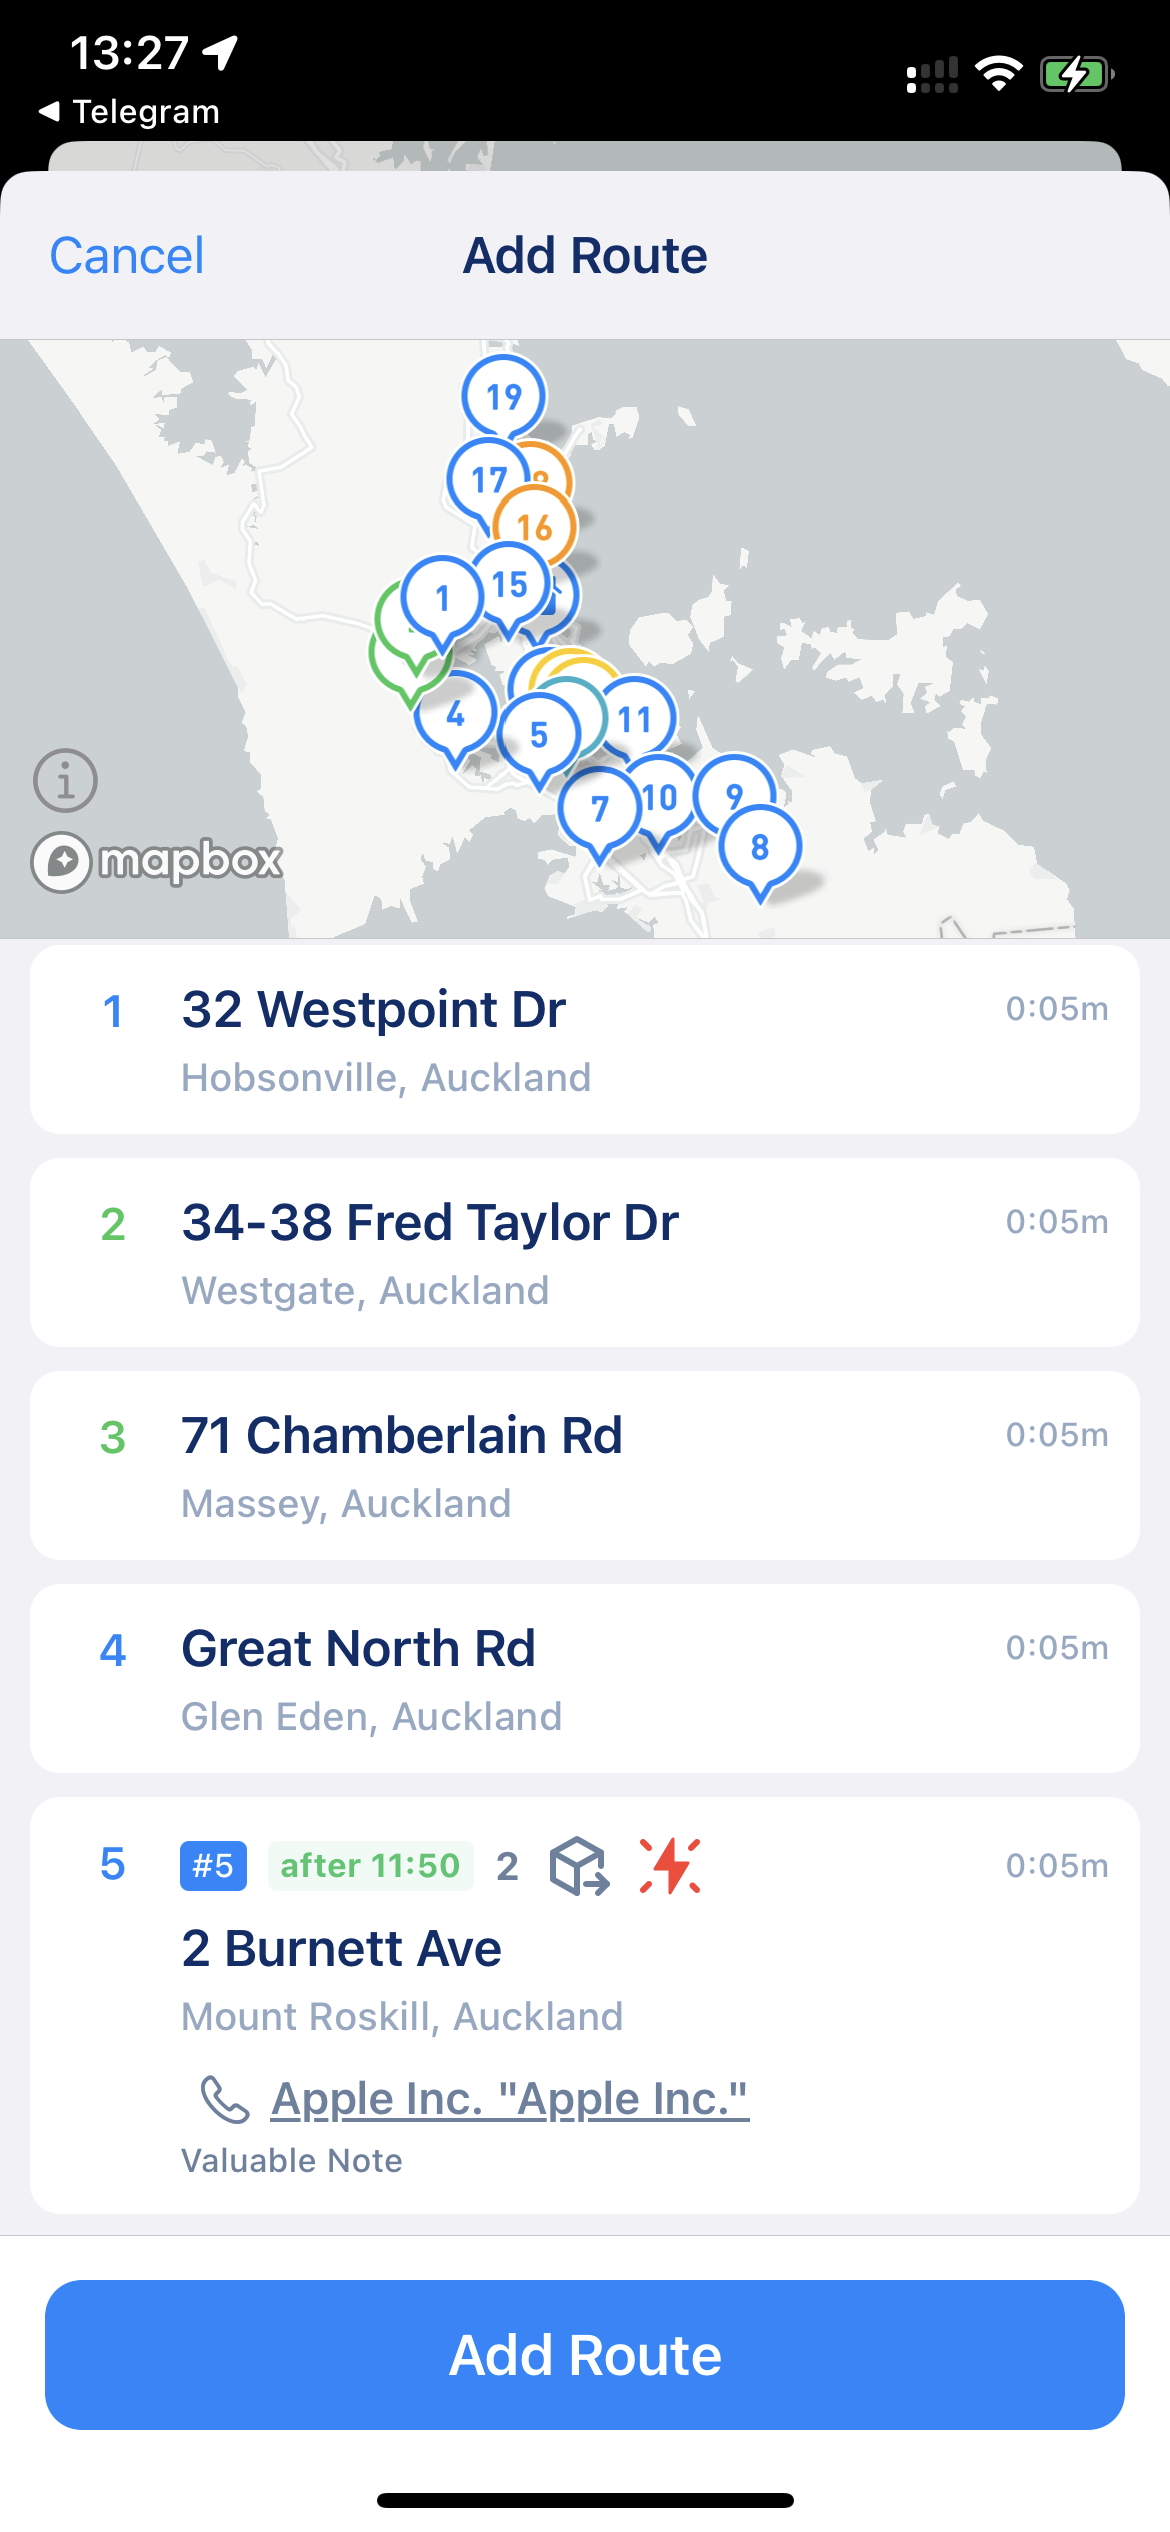 13:27
Telegram
Cancel
Add Route
19
17
16
15
1
4
5
11
7
10
9
8
mapbox
1
32 Westpoint Dr
0:05m
Hobsonville, Auckland
2
34-38 Fred Taylor Dr
0:05m
Westgate, Auckland
3
71 Chamberlain Rd
0:05m
Massey, Auckland
4
Great North Rd
0:05m
Glen Eden, Auckland
5
#5
after 11:50
2
0:05m
2 Burnett Ave
Mount Roskill, Auckland
Apple Inc. "Apple Inc."
Valuable Note
Add Route